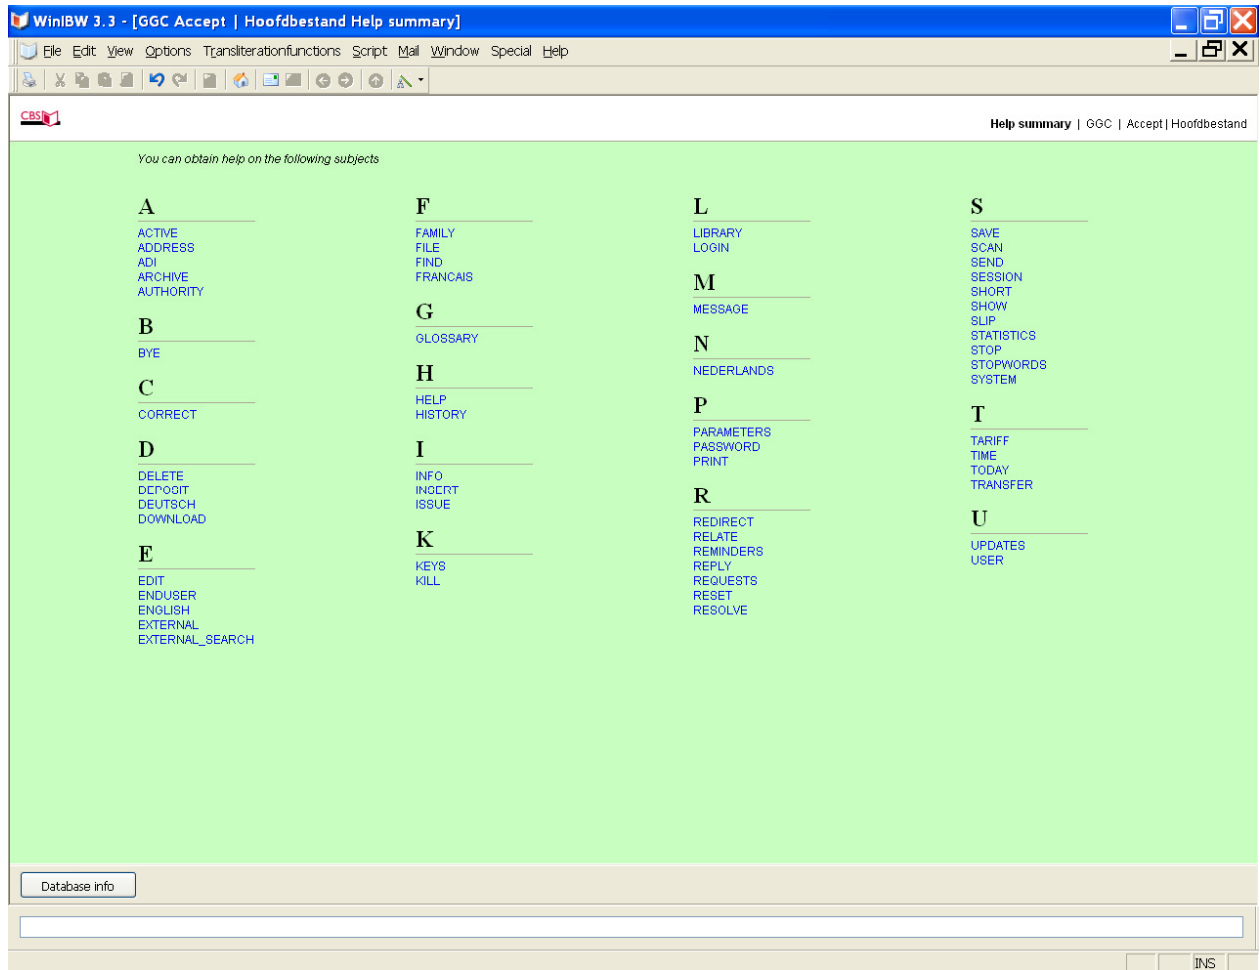 WinIBW 3.3 - [GGC Accept | Hoofdbestand Help summary]
File Edit View Options Transliterationfunctions Script Mail Window Special Help
CBS
Help summary | GGC | Accept | Hoofdbestand
You can obtain help on the following subjects
A
ACTIVE
ADDRESS
ADI
ARCHIVE
AUTHORITY
B
BYE
C
CORRECT
D
DELETE
DEPOSIT
DEUTSCH
DOWNLOAD
E
EDIT
ENDUSER
ENGLISH
EXTERNAL
EXTERNAL_SEARCH
F
FAMILY
FILE
FIND
FRANCAIS
G
GLOSSARY
H
HELP
HISTORY
I
INFO
INSERT
ISSUE
K
KEYS
KILL
L
LIBRARY
LOGIN
M
MESSAGE
N
NEDERLANDS
P
PARAMETERS
PASSWORD
PRINT
R
REDIRECT
RELATE
REMINDERS
REPLY
REQUESTS
RESET
RESOLVE
S
SAVE
SCAN
SEND
SESSION
SHORT
SHOW
SLIP
STATISTICS
STOP
STOPWORDS
SYSTEM
T
TARIFF
TIME
TODAY
TRANSFER
U
UPDATES
USER
Database info
INS